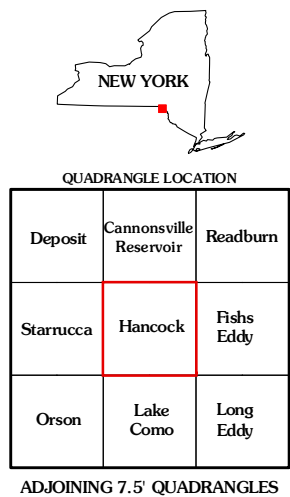 NEW YORK
QUADRANGLE LOCATION
Deposit
Cannonsville
Reservoir
Readburn
Starrucca
Hancock
Fishs
Eddy
Orson
Lake
Como
Long
Eddy
ADJOINING 7.5' QUADRANGLES